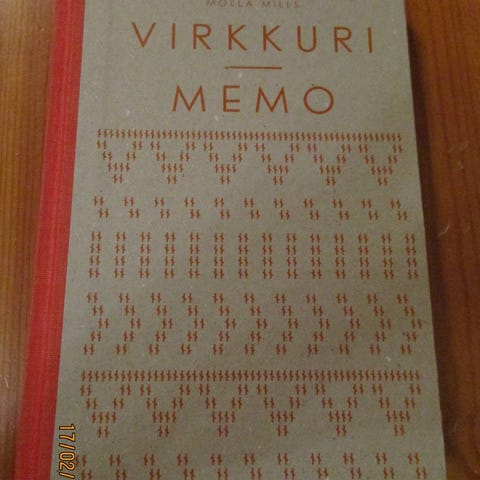 MOLLA MILLS
VIRKKURI
MEMO
17/02/